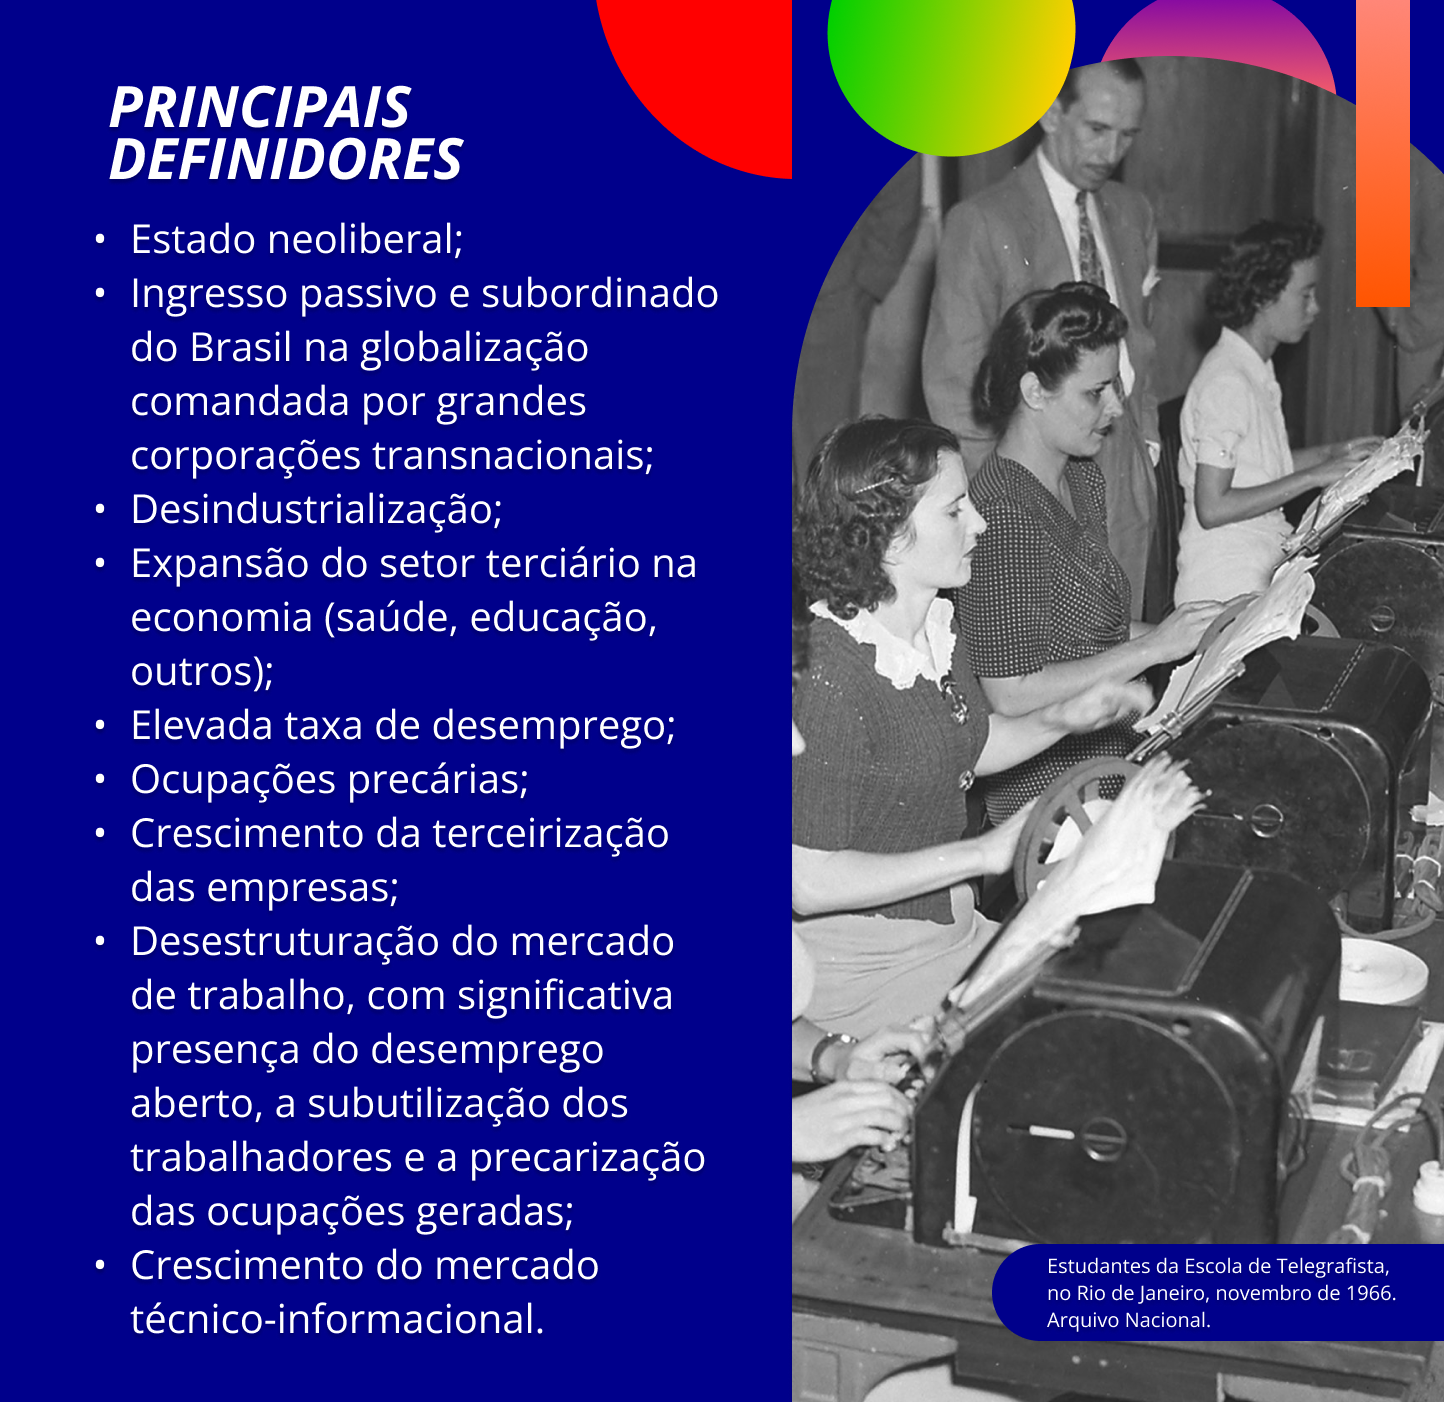 PRINCIPAIS
DEFINIDORES
• Estado neoliberal;
• Ingresso passivo e subordinado
do Brasil na globalização
comandada por grandes
corporações transnacionais;
• Desindustrialização;
• Expansão do setor terciário na
economia (saúde, educação,
outros);
• Elevada taxa de desemprego;
• Ocupações precárias;
• Crescimento da terceirização
das empresas;
• Desestruturação do mercado
de trabalho, com significativa
presença do desemprego
aberto, a subutilização dos
trabalhadores e a precarização
das ocupações geradas;
• Crescimento do mercado
técnico-informacional.
Estudantes da Escola de Telegrafista,
no Rio de Janeiro, novembro de 1966.
Arquivo Nacional.